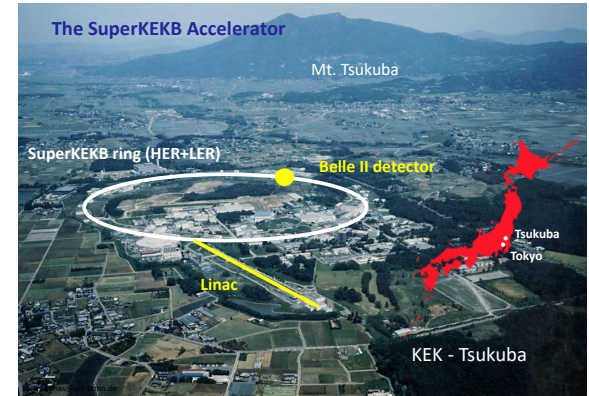 The SuperKEKB Accelerator
Mt. Tsukuba
SuperKEKB ring (HER+LER)
Belle II detector
Tsukuba
Tokyo
Linac
KEK - Tsukuba